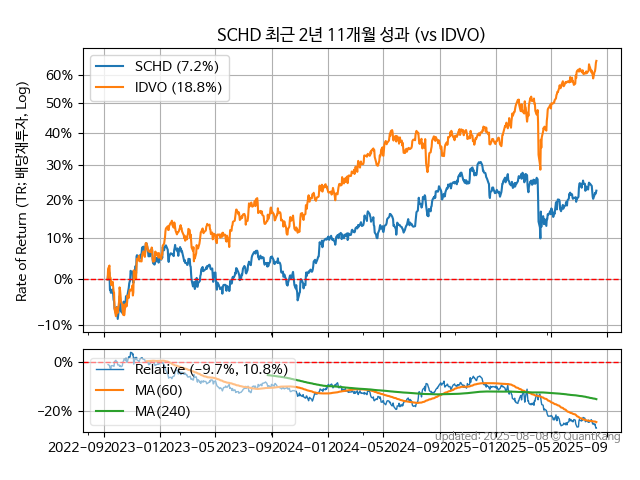 SCHD 최근 2년 11개월 성과 (vs IDVO)
Rate of Return (TR: 배당재투자, Log)
SCHD (7.2%)
IDVO (18.8%)
60%
50%
40%
30%
20%
10%
0%
−10%
Relative (−9.7%, 10.8%)
MA(60)
MA(240)
0%
−20%
updated: 2025-08-08 © QuantKang
2022-09 2023-01 2023-05 2023-09 2024-01 2024-05 2024-09 2025-01 2025-05 2025-09